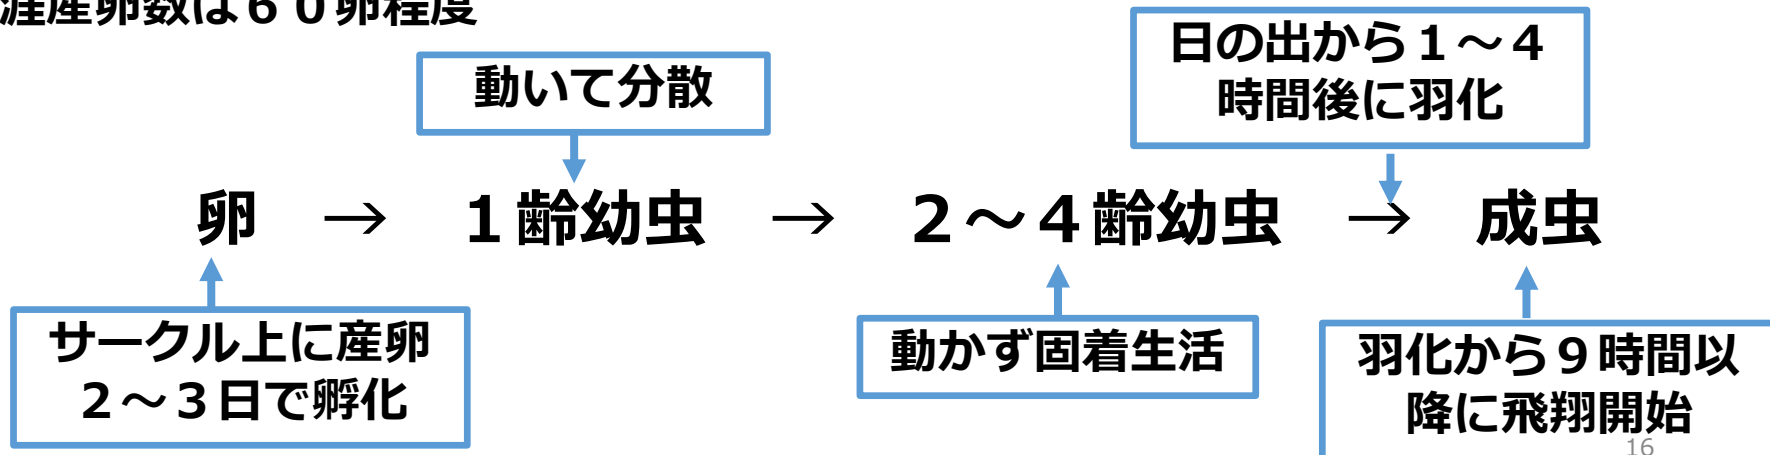 涯産卵数は６０卵程度
動いて分散
日の出から１～４
時間後に羽化
卵 → １齢幼虫 → ２～４齢幼虫 → 成虫
サークル上に産卵
２～３日で孵化
動かず固着生活
羽化から９時間以
降に飛翔開始
16